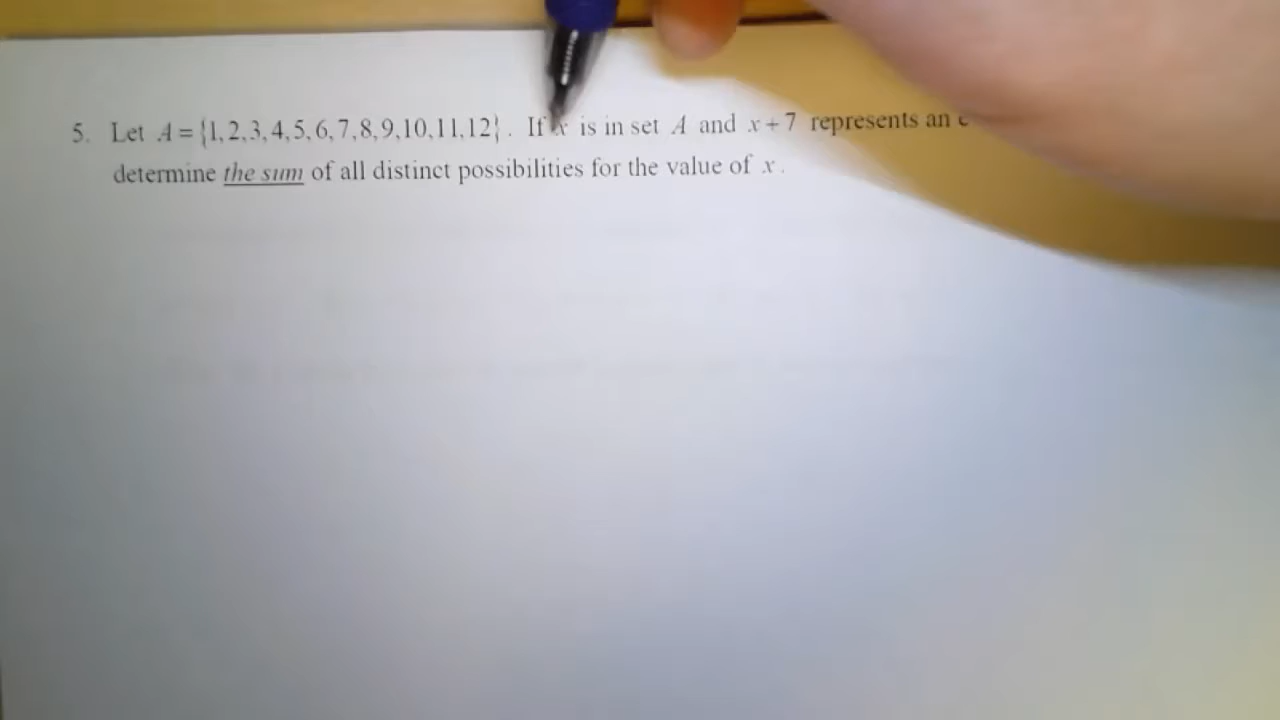 5. Let A = {1,2,3,4,5,6,7,8,9,10,11,12}. If x is in set A and x+7 represents an
determine the sum of all distinct possibilities for the value of x.